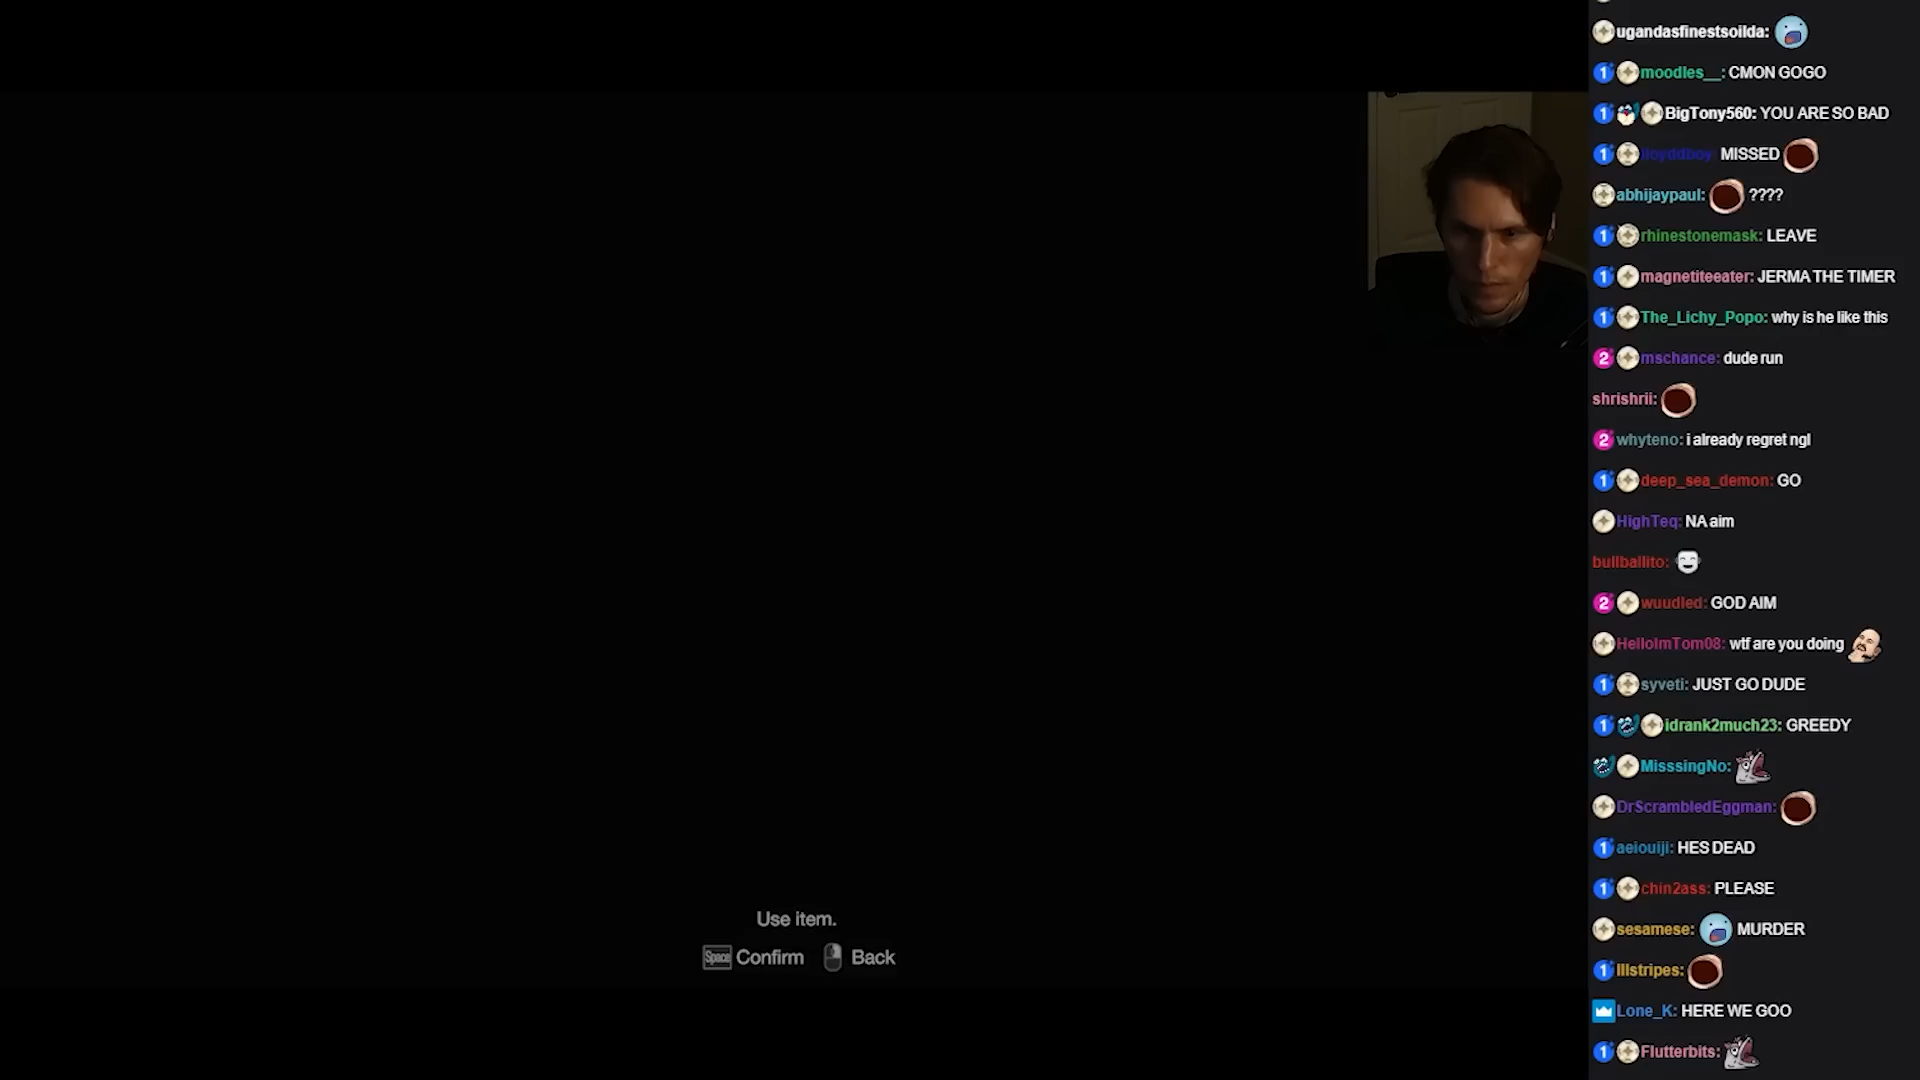 ugandasfinestsoilda:
moodles__: CMON GOGO
BigTony560: YOU ARE SO BAD
lloyddboy: MISSED
abhijaypaul: ????
rhinestonemask: LEAVE
magnetiteeater: JERMA THE TIMER
The_Lichy_Popo: why is he like this
mschance: dude run
shrishrii:
whyteno: i already regret ngl
deep_sea_demon: GO
HighTeq: NA aim
bullballito:
wuudled: GOD AIM
HelloImTom08: wtf are you doing
syveti: JUST GO DUDE
idrank2much23: GREEDY
MisssingNo:
DrScrambledEggman:
aeiouiji: HES DEAD
chin2ass: PLEASE
sesamese: MURDER
lllstripes:
Lone_K: HERE WE GOO
Flutterbits:
Use item.
Space Confirm Back